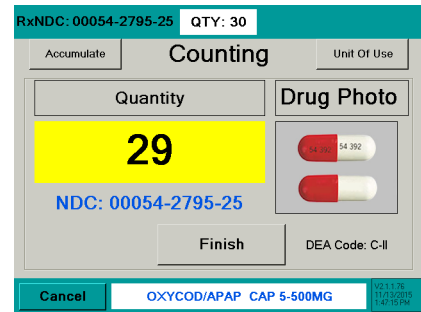 RxNDC: 00054-2795-25 QTY: 30
Accumulate Counting Unit Of Use
Quantity Drug Photo
29
54 392 54 392
NDC: 00054-2795-25
Finish DEA Code: C-II
Cancel OXYCOD/APAP CAP 5-500MG
V2.1.1.76
11/13/2015
1:47:15 PM